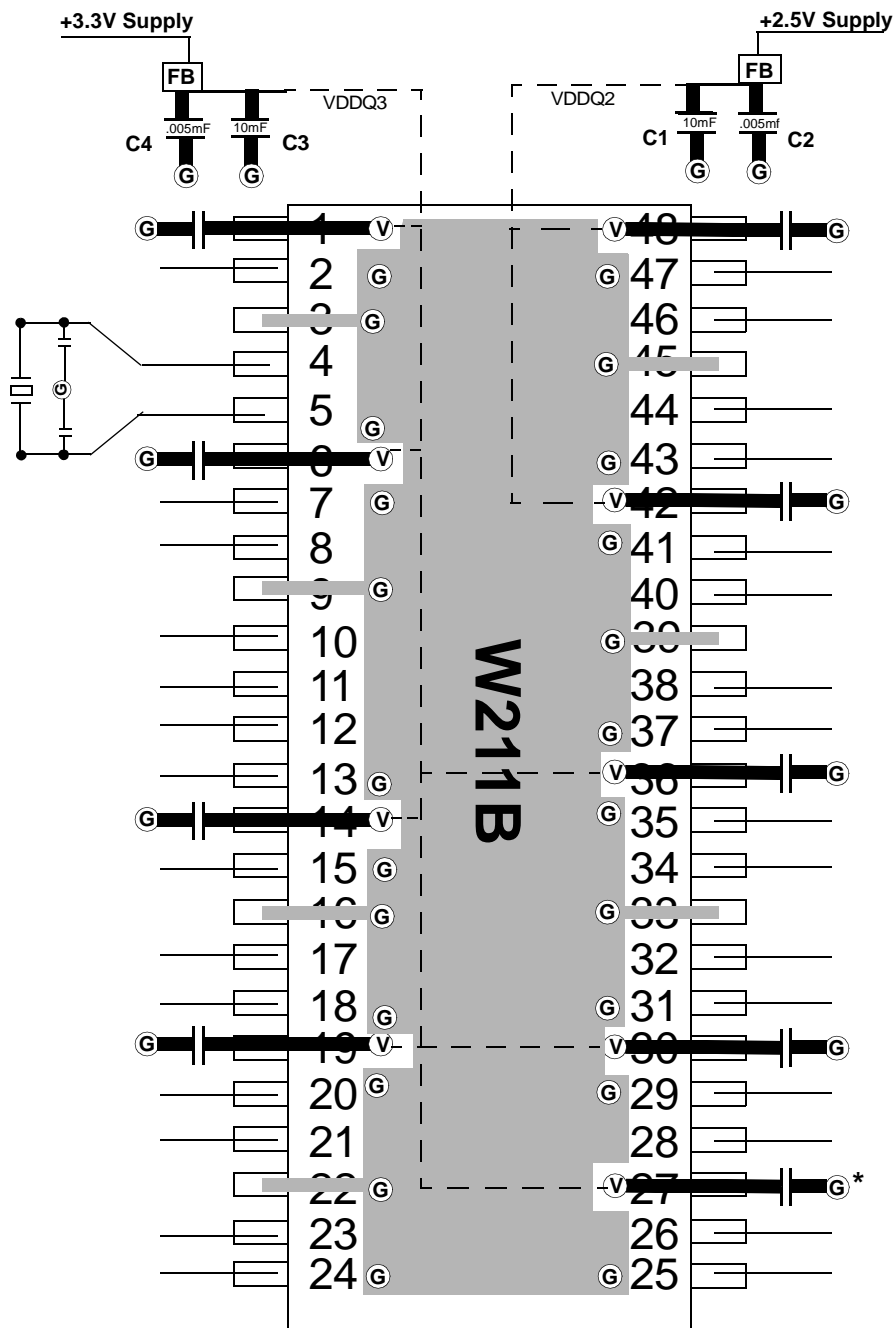 +3.3V Supply
+2.5V Supply
FB
FB
VDDQ3
VDDQ2
.005mF
10mF
10mF
.005mf
C4
C3
C1
C2
G
G
G
G
G
1
V
V
48
G
2
G
G
47
3
G
46
4
G
45
G
5
G
44
G
6
V
G
43
7
G
V
42
G
8
G
41
9
G
40
10
G
39
11
38
12
G
37
13
G
V
36
G
G
14
V
G
35
15
G
34
16
G
G
33
17
32
18
G
G
31
G
19
V
V
30
G
20
G
G
29
21
28
22
G
V
27
G*
23
26
24
G
G
25
W211B